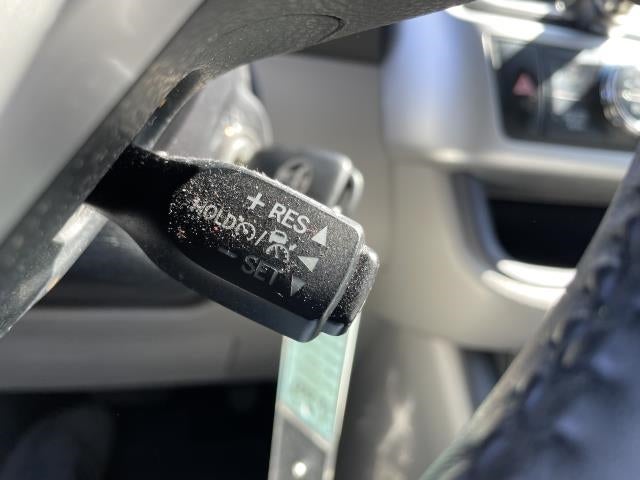 + RES
HOLD /
- SET